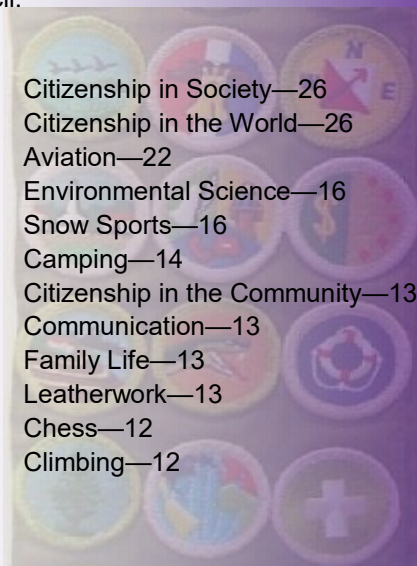 Citizenship in Society—26
Citizenship in the World—26
Aviation—22
Environmental Science—16
Snow Sports—16
Camping—14
Citizenship in the Community—13
Communication—13
Family Life—13
Leatherwork—13
Chess—12
Climbing—12
N
E